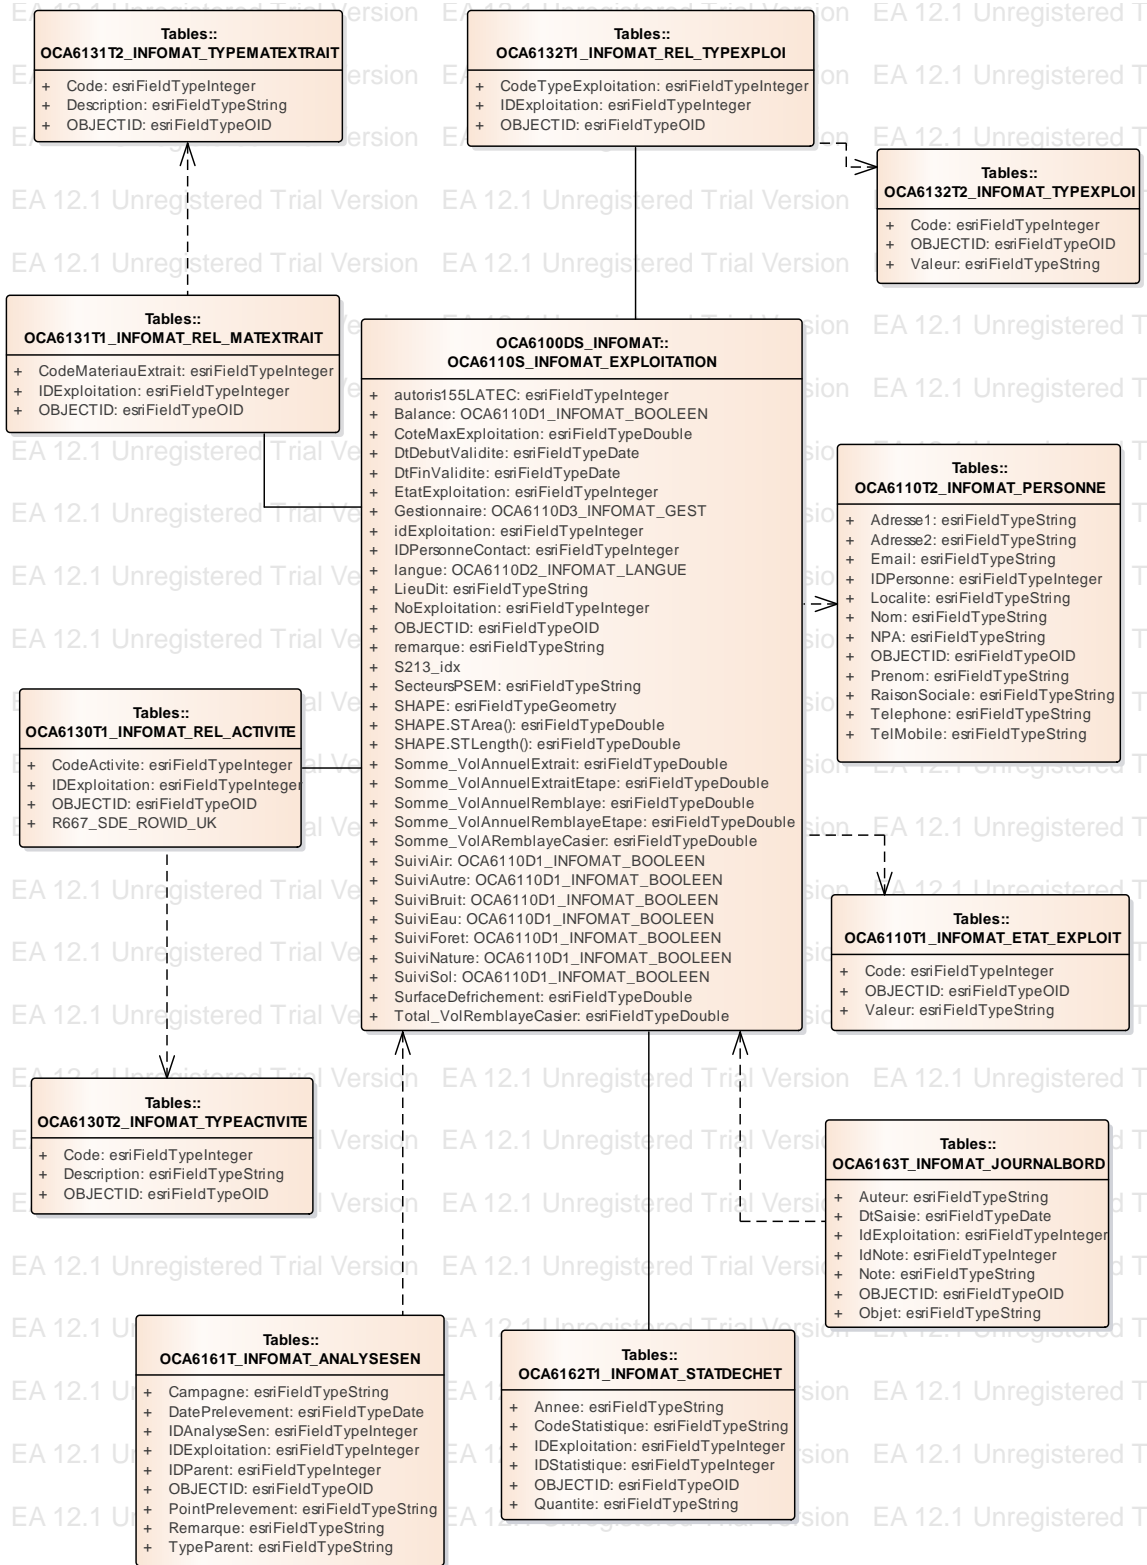 Tables::
OCA6131T2_INFOMAT_TYPEMATEXTRAIT
+ Code: esriFieldTypeInteger
+ Description: esriFieldTypeString
+ OBJECTID: esriFieldTypeOID
Tables::
OCA6132T1_INFOMAT_REL_TYPEXPLOI
+ CodeTypeExploitation: esriFieldTypeInteger
+ IDExploitation: esriFieldTypeInteger
+ OBJECTID: esriFieldTypeOID
Tables::
OCA6132T2_INFOMAT_TYPEXPLOI
+ Code: esriFieldTypeInteger
+ OBJECTID: esriFieldTypeOID
+ Valeur: esriFieldTypeString
Tables::
OCA6131T1_INFOMAT_REL_MATEXTRAIT
+ CodeMateriauExtrait: esriFieldTypeInteger
+ IDExploitation: esriFieldTypeInteger
+ OBJECTID: esriFieldTypeOID
OCA6100DS_INFOMAT::
OCA6110S_INFOMAT_EXPLOITATION
+ autoris155LATEC: esriFieldTypeInteger
+ Balance: OCA6110D1_INFOMAT_BOOLEEN
+ CoteMaxExploitation: esriFieldTypeDouble
+ DtDebutValidite: esriFieldTypeDate
+ DtFinValidite: esriFieldTypeDate
+ EtatExploitation: esriFieldTypeInteger
+ Gestionnaire: OCA6110D3_INFOMAT_GEST
+ idExploitation: esriFieldTypeInteger
+ IDPersonneContact: esriFieldTypeInteger
+ langue: OCA6110D2_INFOMAT_LANGUE
+ LieuDit: esriFieldTypeString
+ NoExploitation: esriFieldTypeInteger
+ OBJECTID: esriFieldTypeOID
+ remarque: esriFieldTypeString
+ S213_idx
+ SecteursPSEM: esriFieldTypeString
+ SHAPE: esriFieldTypeGeometry
+ SHAPE.STArea(): esriFieldTypeDouble
+ SHAPE.STLength(): esriFieldTypeDouble
+ Somme_VolAnnuelExtrait: esriFieldTypeDouble
+ Somme_VolAnnuelExtraitEtape: esriFieldTypeDouble
+ Somme_VolAnnuelRemblaye: esriFieldTypeDouble
+ Somme_VolAnnuelRemblayeEtape: esriFieldTypeDouble
+ Somme_VolARemblayeCasier: esriFieldTypeDouble
+ SuiviAir: OCA6110D1_INFOMAT_BOOLEEN
+ SuiviAutre: OCA6110D1_INFOMAT_BOOLEEN
+ SuiviBruit: OCA6110D1_INFOMAT_BOOLEEN
+ SuiviEau: OCA6110D1_INFOMAT_BOOLEEN
+ SuiviForet: OCA6110D1_INFOMAT_BOOLEEN
+ SuiviNature: OCA6110D1_INFOMAT_BOOLEEN
+ SuiviSol: OCA6110D1_INFOMAT_BOOLEEN
+ SurfaceDefrichement: esriFieldTypeDouble
+ Total_VolRemblayeCasier: esriFieldTypeDouble
Tables::
OCA6110T2_INFOMAT_PERSONNE
+ Adresse1: esriFieldTypeString
+ Adresse2: esriFieldTypeString
+ Email: esriFieldTypeString
+ IDPersonne: esriFieldTypeInteger
+ Localite: esriFieldTypeString
+ Nom: esriFieldTypeString
+ NPA: esriFieldTypeString
+ OBJECTID: esriFieldTypeOID
+ Prenom: esriFieldTypeString
+ RaisonSociale: esriFieldTypeString
+ Telephone: esriFieldTypeString
+ TelMobile: esriFieldTypeString
Tables::
OCA6130T1_INFOMAT_REL_ACTIVITE
+ CodeActivite: esriFieldTypeInteger
+ IDExploitation: esriFieldTypeInteger
+ OBJECTID: esriFieldTypeOID
+ R667_SDE_ROWID_UK
Tables::
OCA6110T1_INFOMAT_ETAT_EXPLOIT
+ Code: esriFieldTypeInteger
+ OBJECTID: esriFieldTypeOID
+ Valeur: esriFieldTypeString
Tables::
OCA6130T2_INFOMAT_TYPEACTIVITE
+ Code: esriFieldTypeInteger
+ Description: esriFieldTypeString
+ OBJECTID: esriFieldTypeOID
Tables::
OCA6163T_INFOMAT_JOURNALBORD
+ Auteur: esriFieldTypeString
+ DtSaisie: esriFieldTypeDate
+ IdExploitation: esriFieldTypeInteger
+ IdNote: esriFieldTypeInteger
+ Note: esriFieldTypeString
+ OBJECTID: esriFieldTypeOID
+ Objet: esriFieldTypeString
Tables::
OCA6161T_INFOMAT_ANALYSESEN
+ Campagne: esriFieldTypeString
+ DatePrelevement: esriFieldTypeDate
+ IDAnalyseSen: esriFieldTypeInteger
+ IDExploitation: esriFieldTypeInteger
+ IDParent: esriFieldTypeInteger
+ OBJECTID: esriFieldTypeOID
+ PointPrelevement: esriFieldTypeString
+ Remarque: esriFieldTypeString
+ TypeParent: esriFieldTypeString
Tables::
OCA6162T1_INFOMAT_STATDECHET
+ Annee: esriFieldTypeString
+ CodeStatistique: esriFieldTypeString
+ IDExploitation: esriFieldTypeInteger
+ IDStatistique: esriFieldTypeInteger
+ OBJECTID: esriFieldTypeOID
+ Quantite: esriFieldTypeString
EA 12.1 Unregistered Trial Version EA 12.1 Unregistered Trial Version EA 12.1 Unregistered T